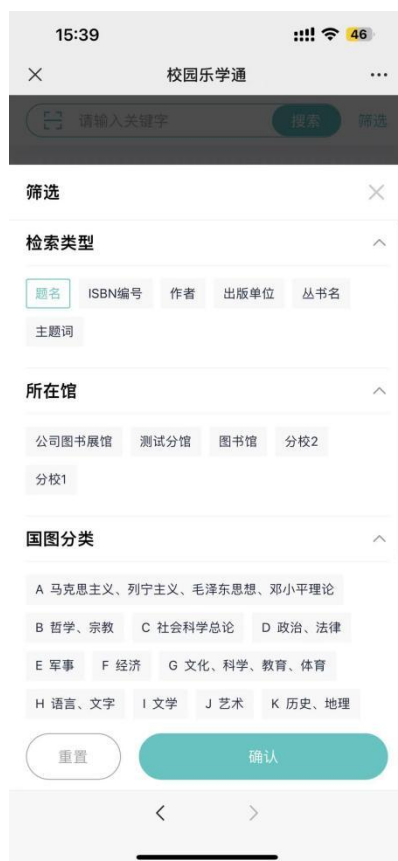 15:39
46
校园乐学通
请输入关键字 搜索 筛选
筛选
检索类型
题名 ISBN编号 作者 出版单位 丛书名
主题词
所在馆
公司图书展馆 测试分馆 图书馆 分校2
分校1
国图分类
A 马克思主义、列宁主义、毛泽东思想、邓小平理论
B 哲学、宗教 C 社会科学总论 D 政治、法律
E 军事 F 经济 G 文化、科学、教育、体育
H 语言、文字 I 文学 J 艺术 K 历史、地理
重置 确认